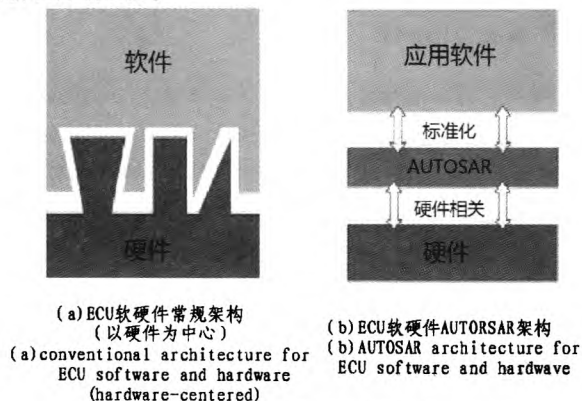 软件
硬件
(a)ECU软硬件常规架构
(以硬件为中心)
(a)conventional architecture for
ECU software and hardware
(hardware-centered)
应用软件
标准化
AUTOSAR
硬件相关
硬件
(b)ECU软硬件AUTORSAR架构
(b)AUTOSAR architecture for
ECU software and hardwave